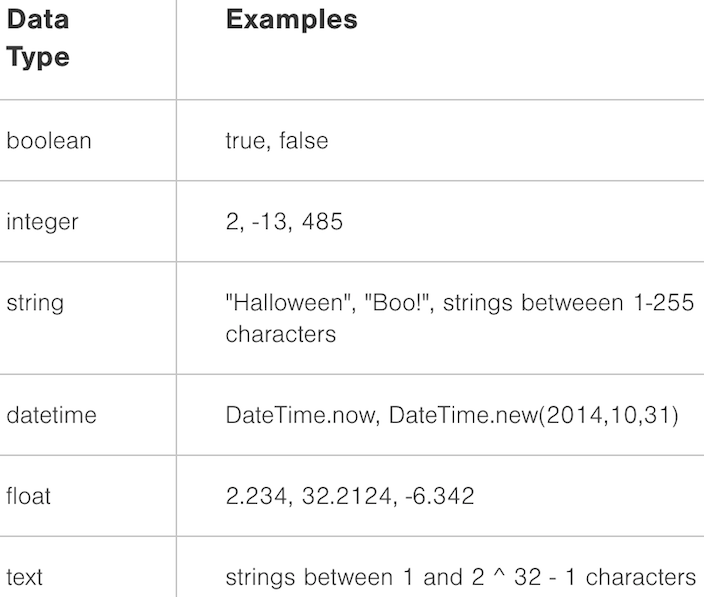 Data Type Examples
boolean true, false
integer 2, -13, 485
string "Halloween", "Boo!", strings betweeen 1-255
characters
datetime DateTime.now, DateTime.new(2014,10,31)
float 2.234, 32.2124, -6.342
text strings between 1 and 2 ^ 32 - 1 characters